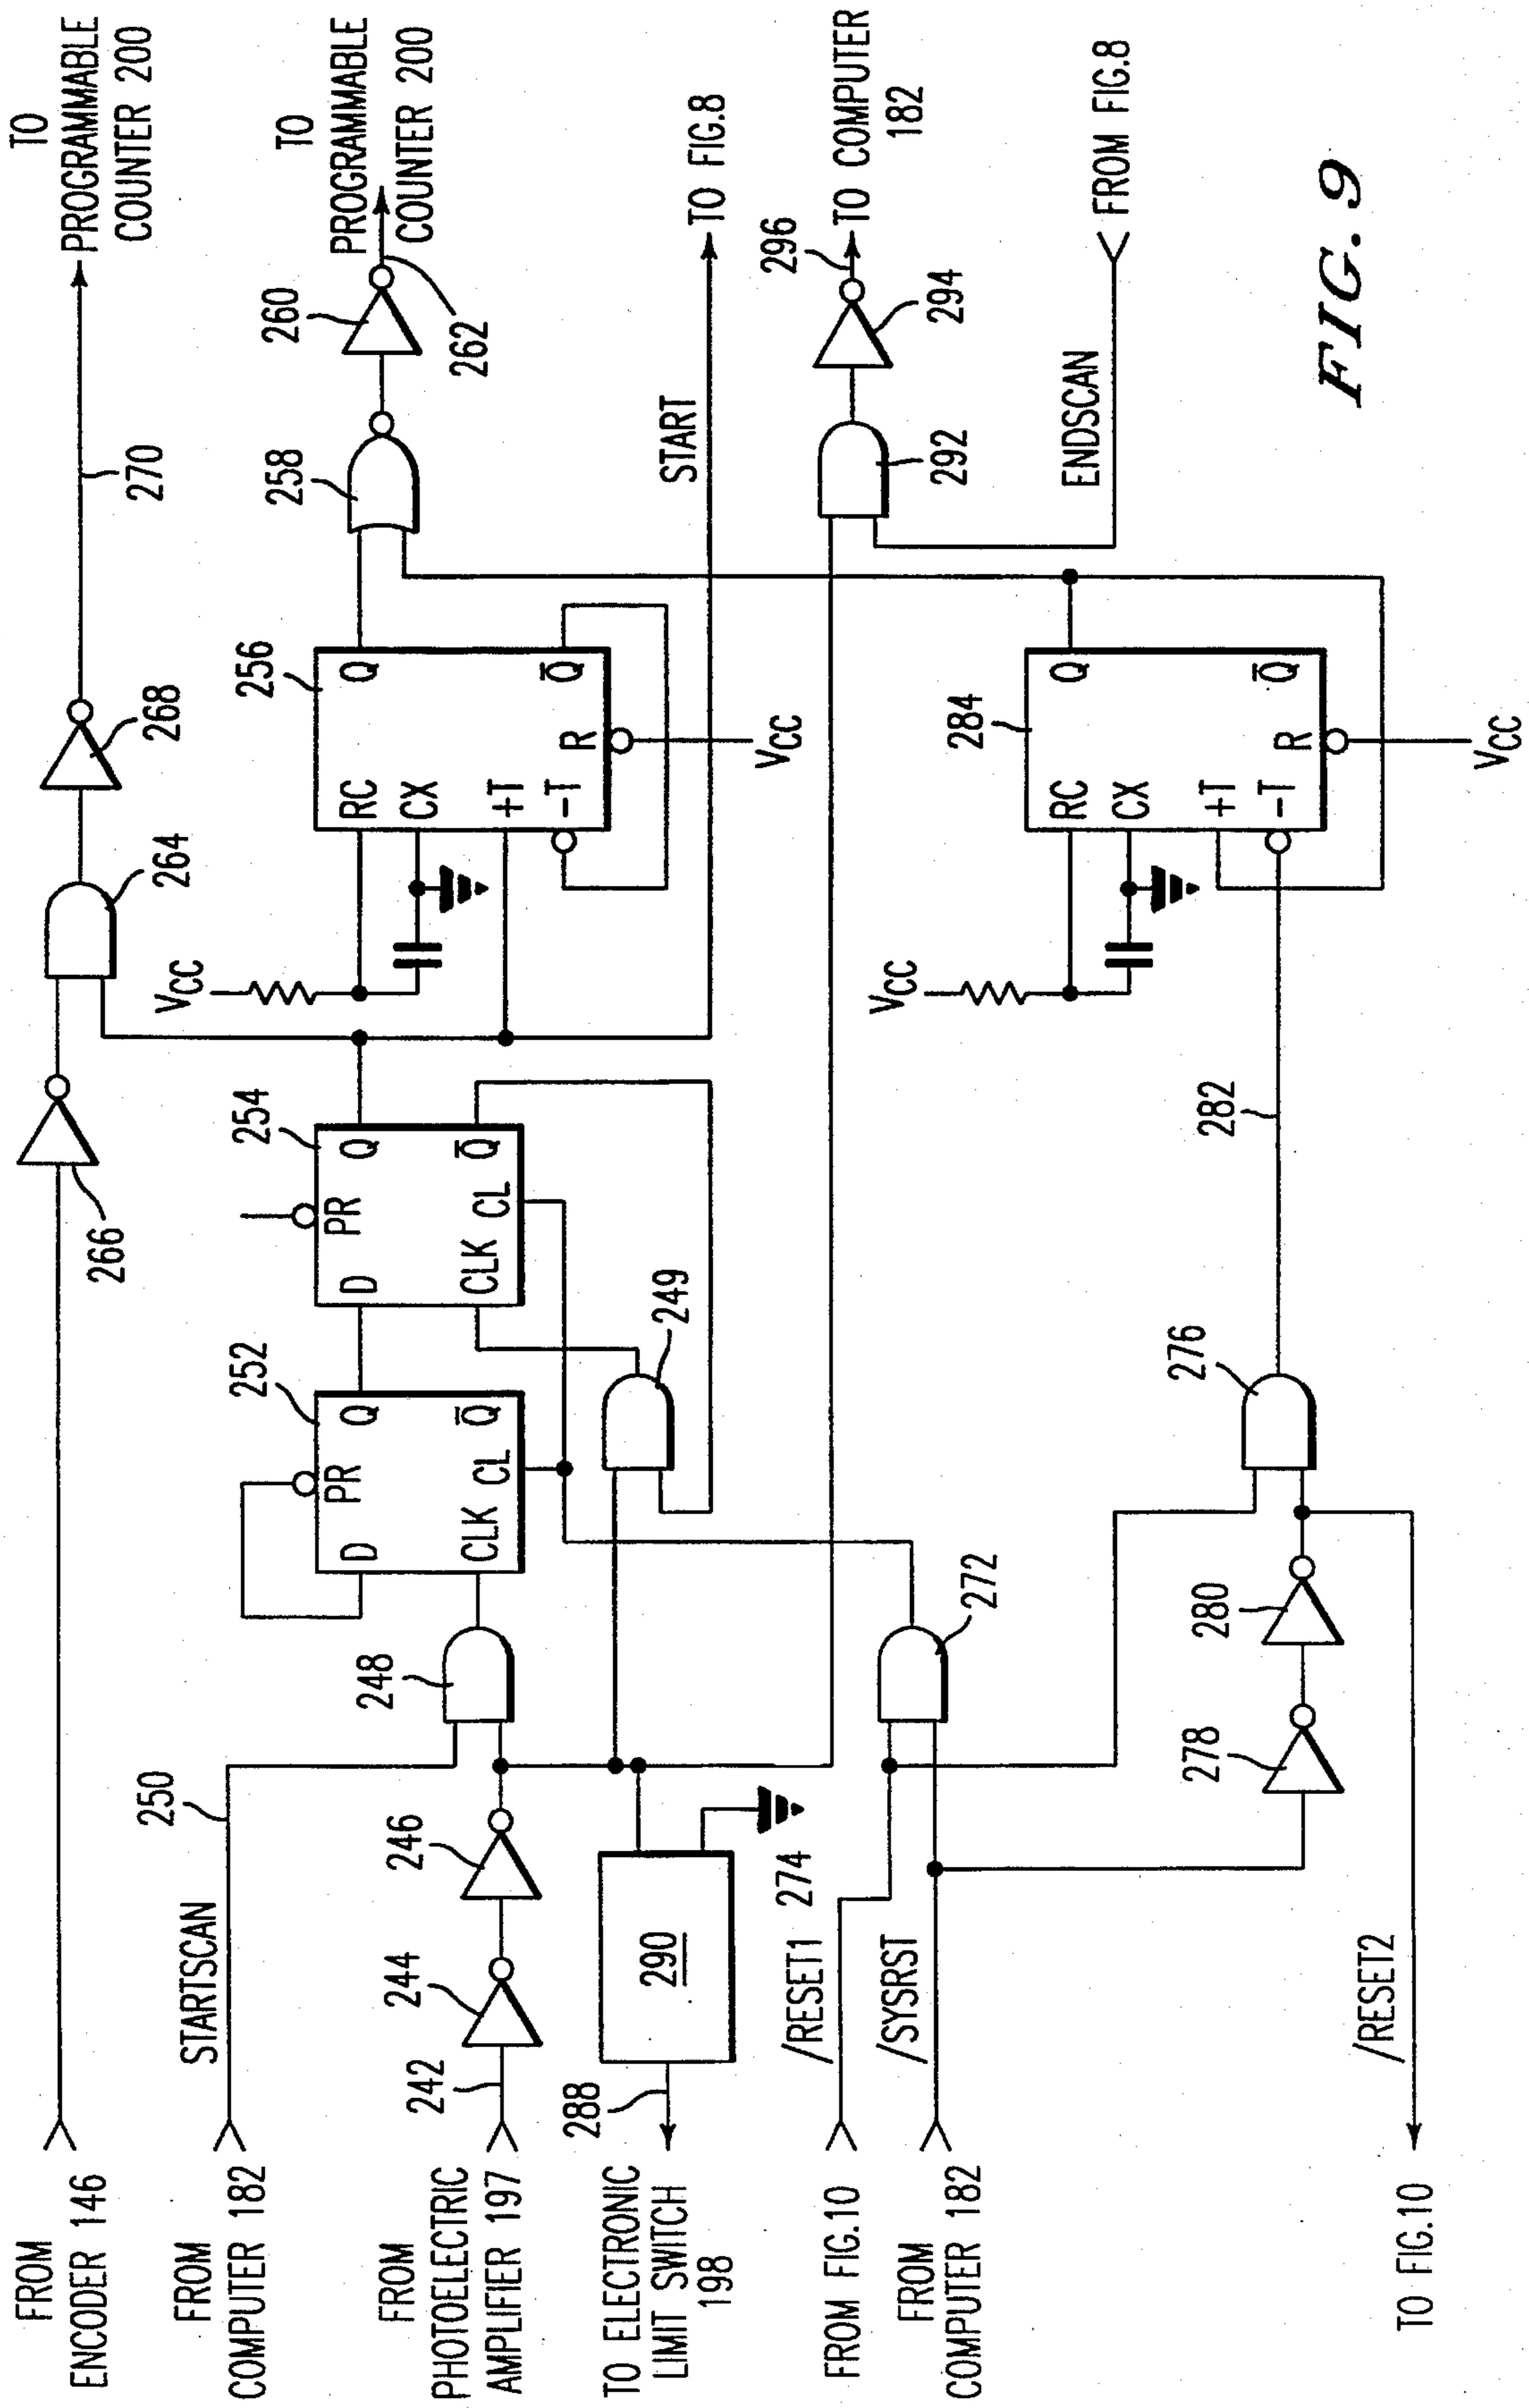 FROM
ENCODER 146
266
264
268
270
TO
PROGRAMMABLE
COUNTER 200
FROM
COMPUTER 182
STARTSCAN
250
FROM
PHOTOELECTRIC
AMPLIFIER 197
242
244
246
248
252
D
PR
Q
CLK
CL
Q̅
254
D
PR
Q
CLK
CL
Q̅
249
VCC
256
RC
CX
+T
-T
R
Q
Q̅
VCC
258
260
262
TO
PROGRAMMABLE
COUNTER 200
START
TO FIG.8
TO ELECTRONIC
LIMIT SWITCH
198
288
290
292
294
296
TO COMPUTER
182
ENDSCAN
FROM FIG.8
FROM FIG.10
/RESET1
274
FROM
COMPUTER 182
/SYSRST
272
278
280
276
282
VCC
284
RC
CX
+T
-T
R
Q
Q̅
VCC
TO FIG.10
/RESET2
FIG. 9